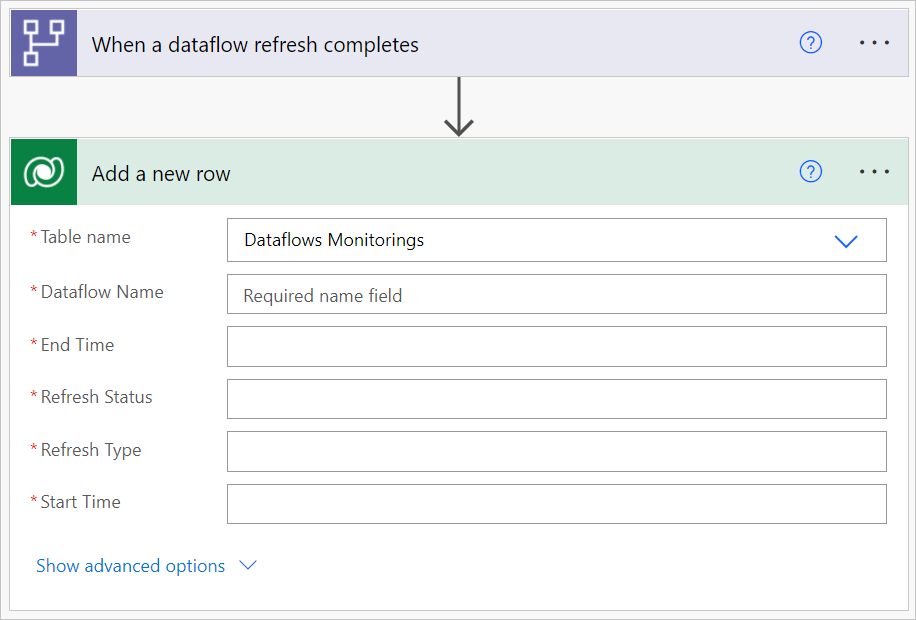 When a dataflow refresh completes
?
Add a new row
?
*Table name
Dataflows Monitorings
*Dataflow Name
Required name field
*End Time
*Refresh Status
*Refresh Type
*Start Time
Show advanced options